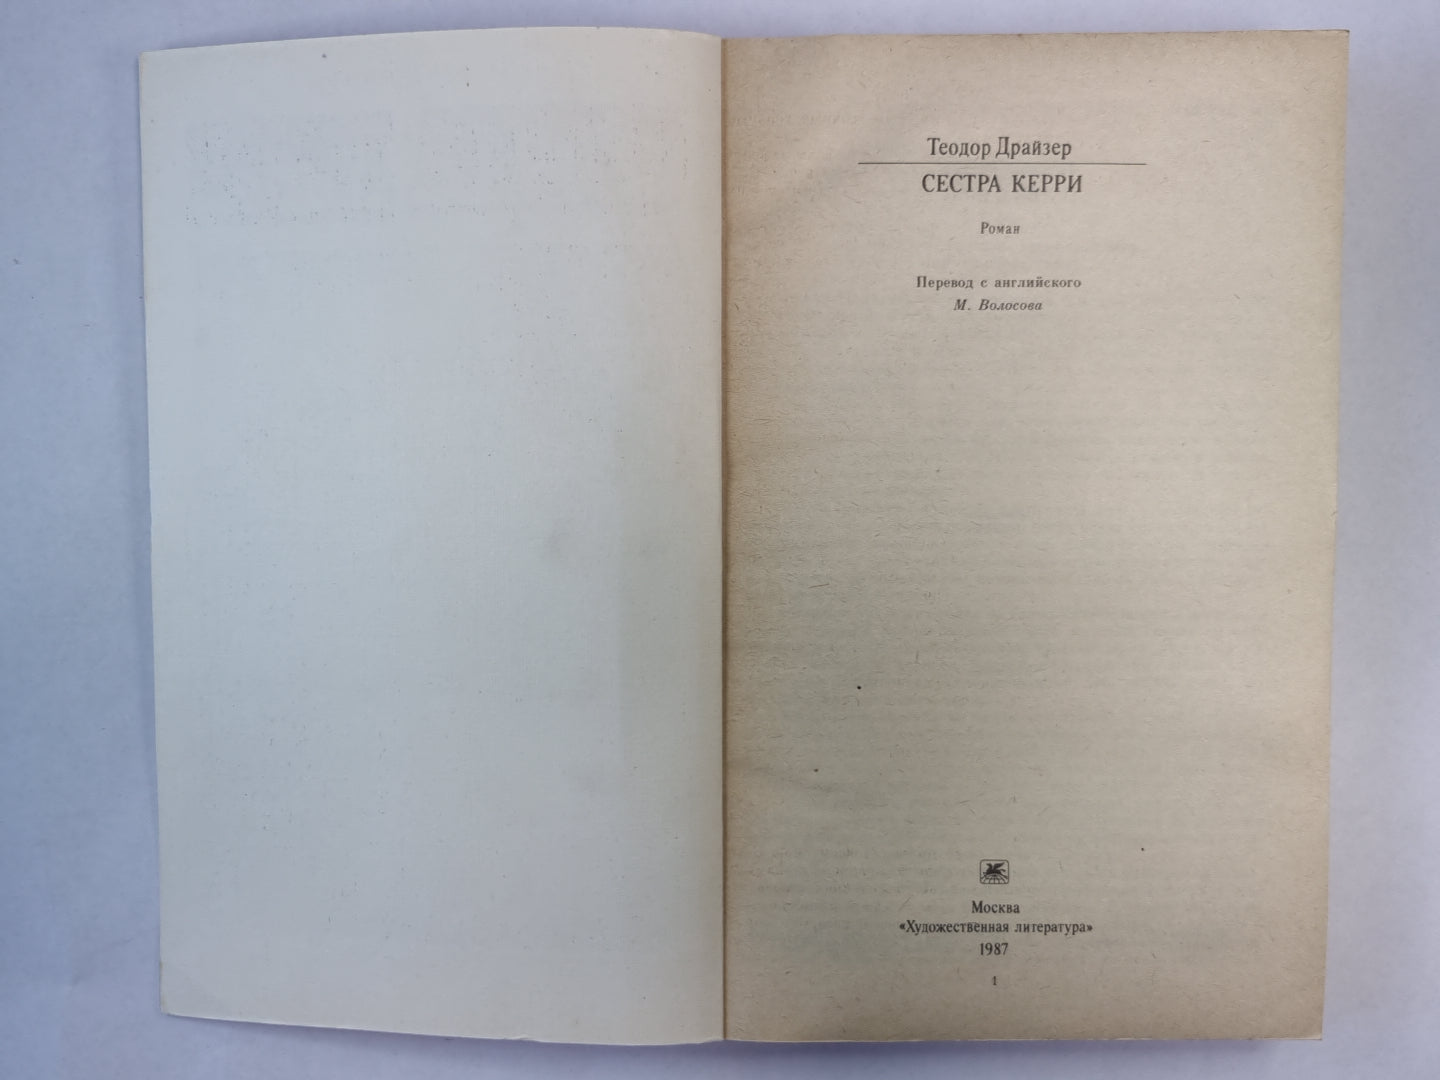 Теодор Драйзер
СЕСТРА КЕРРИ
Роман
Перевод с английского
М. Волосова
Москва
«Художественная литература»
1987
1